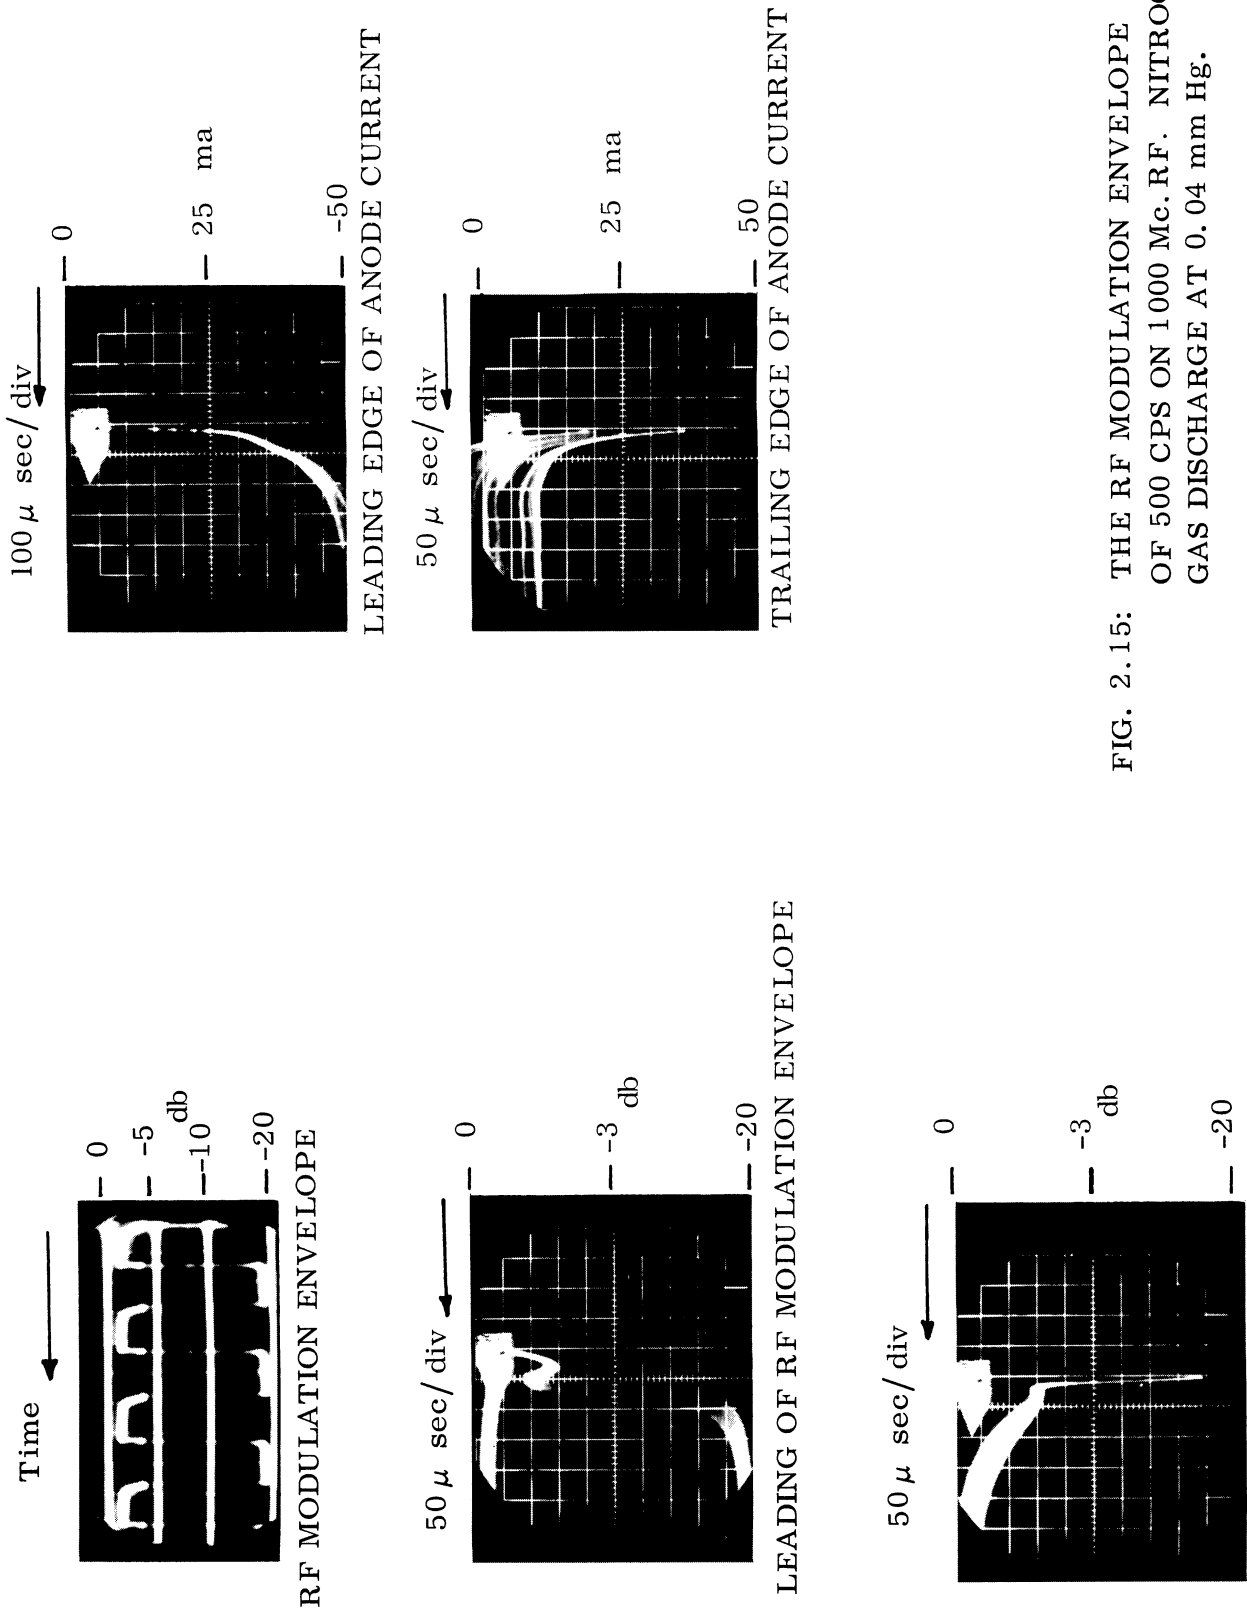 Time
0
-5
db
-10
-20
RF MODULATION ENVELOPE
100 μ sec/div
0
25 ma
-50
LEADING EDGE OF ANODE CURRENT
50 μ sec/div
0
-3
db
-20
LEADING OF RF MODULATION ENVELOPE
50 μ sec/div
0
25 ma
50
TRAILING EDGE OF ANODE CURRENT
50 μ sec/div
0
-3
db
-20
FIG. 2.15: THE RF MODULATION ENVELOPE
OF 500 CPS ON 1000 Mc. RF.
GAS DISCHARGE AT 0.04 mm Hg.